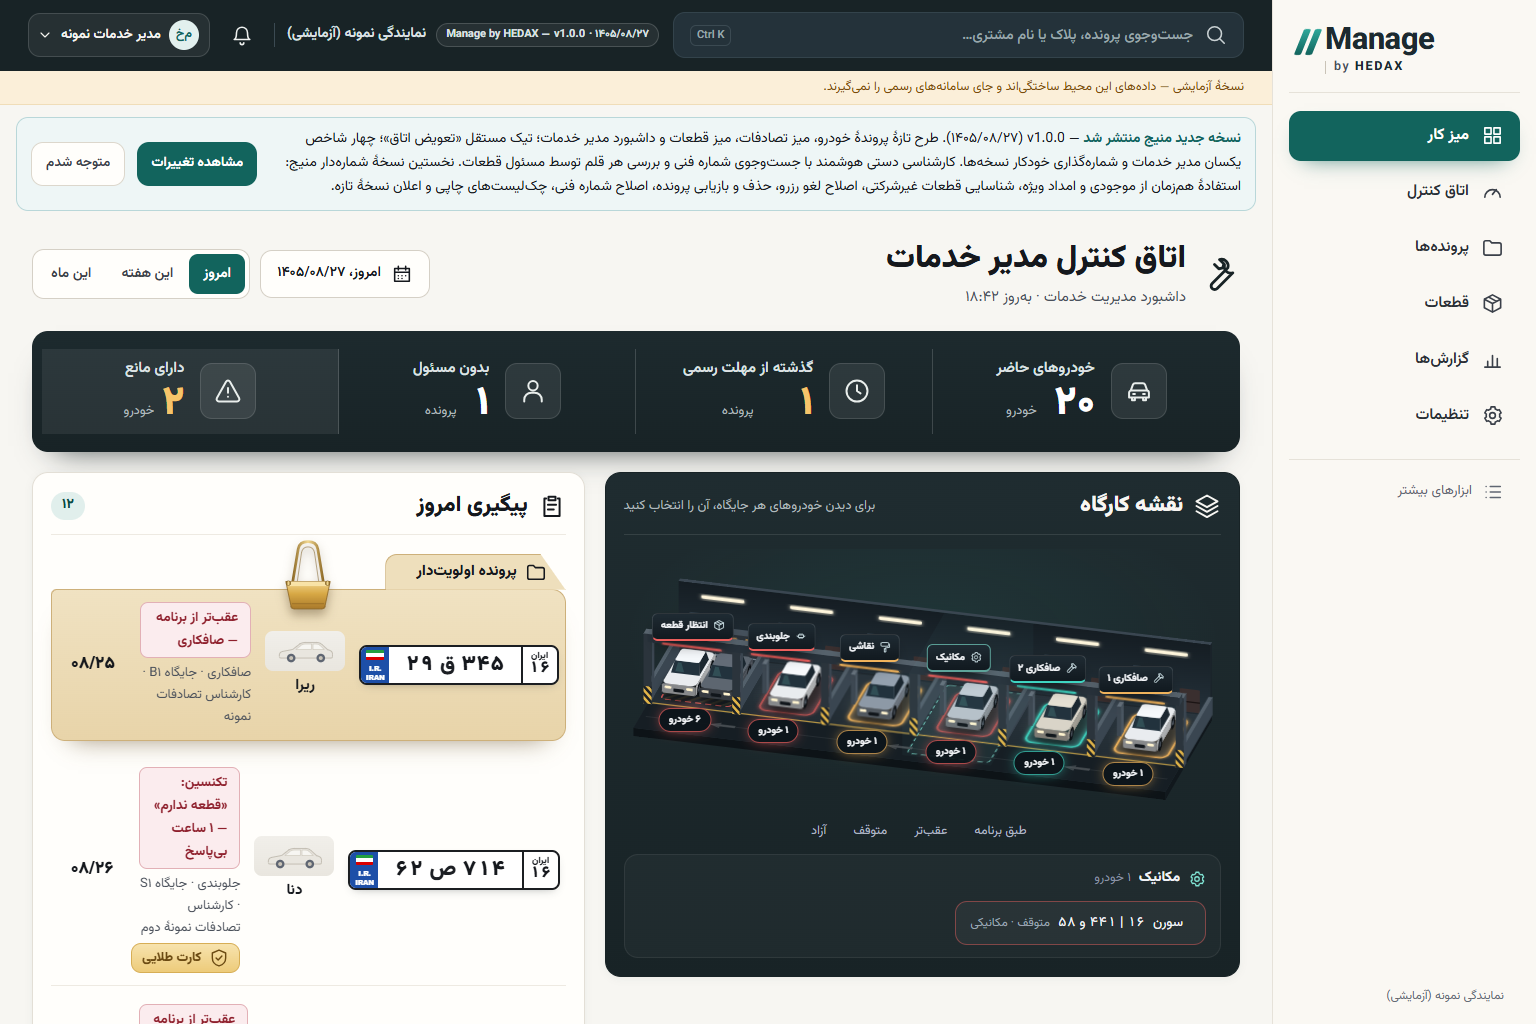 Manage
by HEDAX
میز کار
اتاق کنترل
پرونده‌ها
قطعات
گزارش‌ها
تنظیمات
ابزارهای بیشتر
نمایندگی نمونه (آزمایشی)
جست‌وجوی پرونده، پلاک یا نام مشتری...
Ctrl K
Manage by HEDAX — v1.0.0 · ۱۴۰۵/۰۸/۲۷
نمایندگی نمونه (آزمایشی)
م‌خ
مدیر خدمات نمونه
نسخهٔ آزمایشی — داده‌های این محیط ساختگی‌اند و جای سامانه‌های رسمی را نمی‌گیرند.
نسخه جدید منیج منتشر شد — v1.0.0 (۱۴۰۵/۰۸/۲۷). طرح تازهٔ پروندهٔ خودرو، میز تصادفات، میز قطعات و داشبورد مدیر خدمات؛ تیک مستقل «تعویض اتاق»؛ چهار شاخص
یکسان مدیر خدمات و شماره‌گذاری خودکار نسخه‌ها. کارشناسی دستی هوشمند با جست‌وجوی شماره فنی و بررسی هر قلم توسط مسئول قطعات. نخستین نسخهٔ شماره‌دار منیج:
استفادهٔ هم‌زمان از موجودی و امداد ویژه، شناسایی قطعات غیرشرکتی، اصلاح لغو رزرو، حذف و بازیابی پرونده، اصلاح شماره فنی، چک‌لیست‌های چاپی و اعلان نسخهٔ تازه.
مشاهده تغییرات
متوجه شدم
اتاق کنترل مدیر خدمات
داشبورد مدیریت خدمات · به‌روز ۱۸:۴۲
امروز، ۱۴۰۵/۰۸/۲۷
امروز
این هفته
این ماه
خودروهای حاضر
۲۰ خودرو
گذشته از مهلت رسمی
۱ پرونده
بدون مسئول
۱ پرونده
دارای مانع
۲ خودرو
نقشه کارگاه
برای دیدن خودروهای هر جایگاه، آن را انتخاب کنید
صافکاری ۱
صافکاری ۲
مکانیک
نقاشی
جلوبندی
انتظار قطعه
۱ خودرو
۱ خودرو
۱ خودرو
۱ خودرو
۱ خودرو
۶ خودرو
طبق برنامه
عقب‌تر
متوقف
آزاد
مکانیک ۱ خودرو
سورن ۱۶ | ۴۴۱ و ۵۸ متوقف · مکانیکی
پیگیری امروز
۱۲
پرونده اولویت‌دار
ایران
۱۶
۳۴۵ ق ۲۹
I.R.
IRAN
ریرا
عقب‌تر از برنامه
— صافکاری
صافکاری · جایگاه B۱ ·
کارشناس تصادفات
نمونه
۰۸/۲۵
ایران
۱۶
۷۱۴ ص ۶۲
I.R.
IRAN
دنا
تکنسین:
«قطعه ندارم»
— ۱ ساعت
بی‌پاسخ
جلوبندی · جایگاه S۱
· کارشناس
تصادفات نمونهٔ دوم
کارت طلایی
۰۸/۲۶
عقب‌تر از برنامه